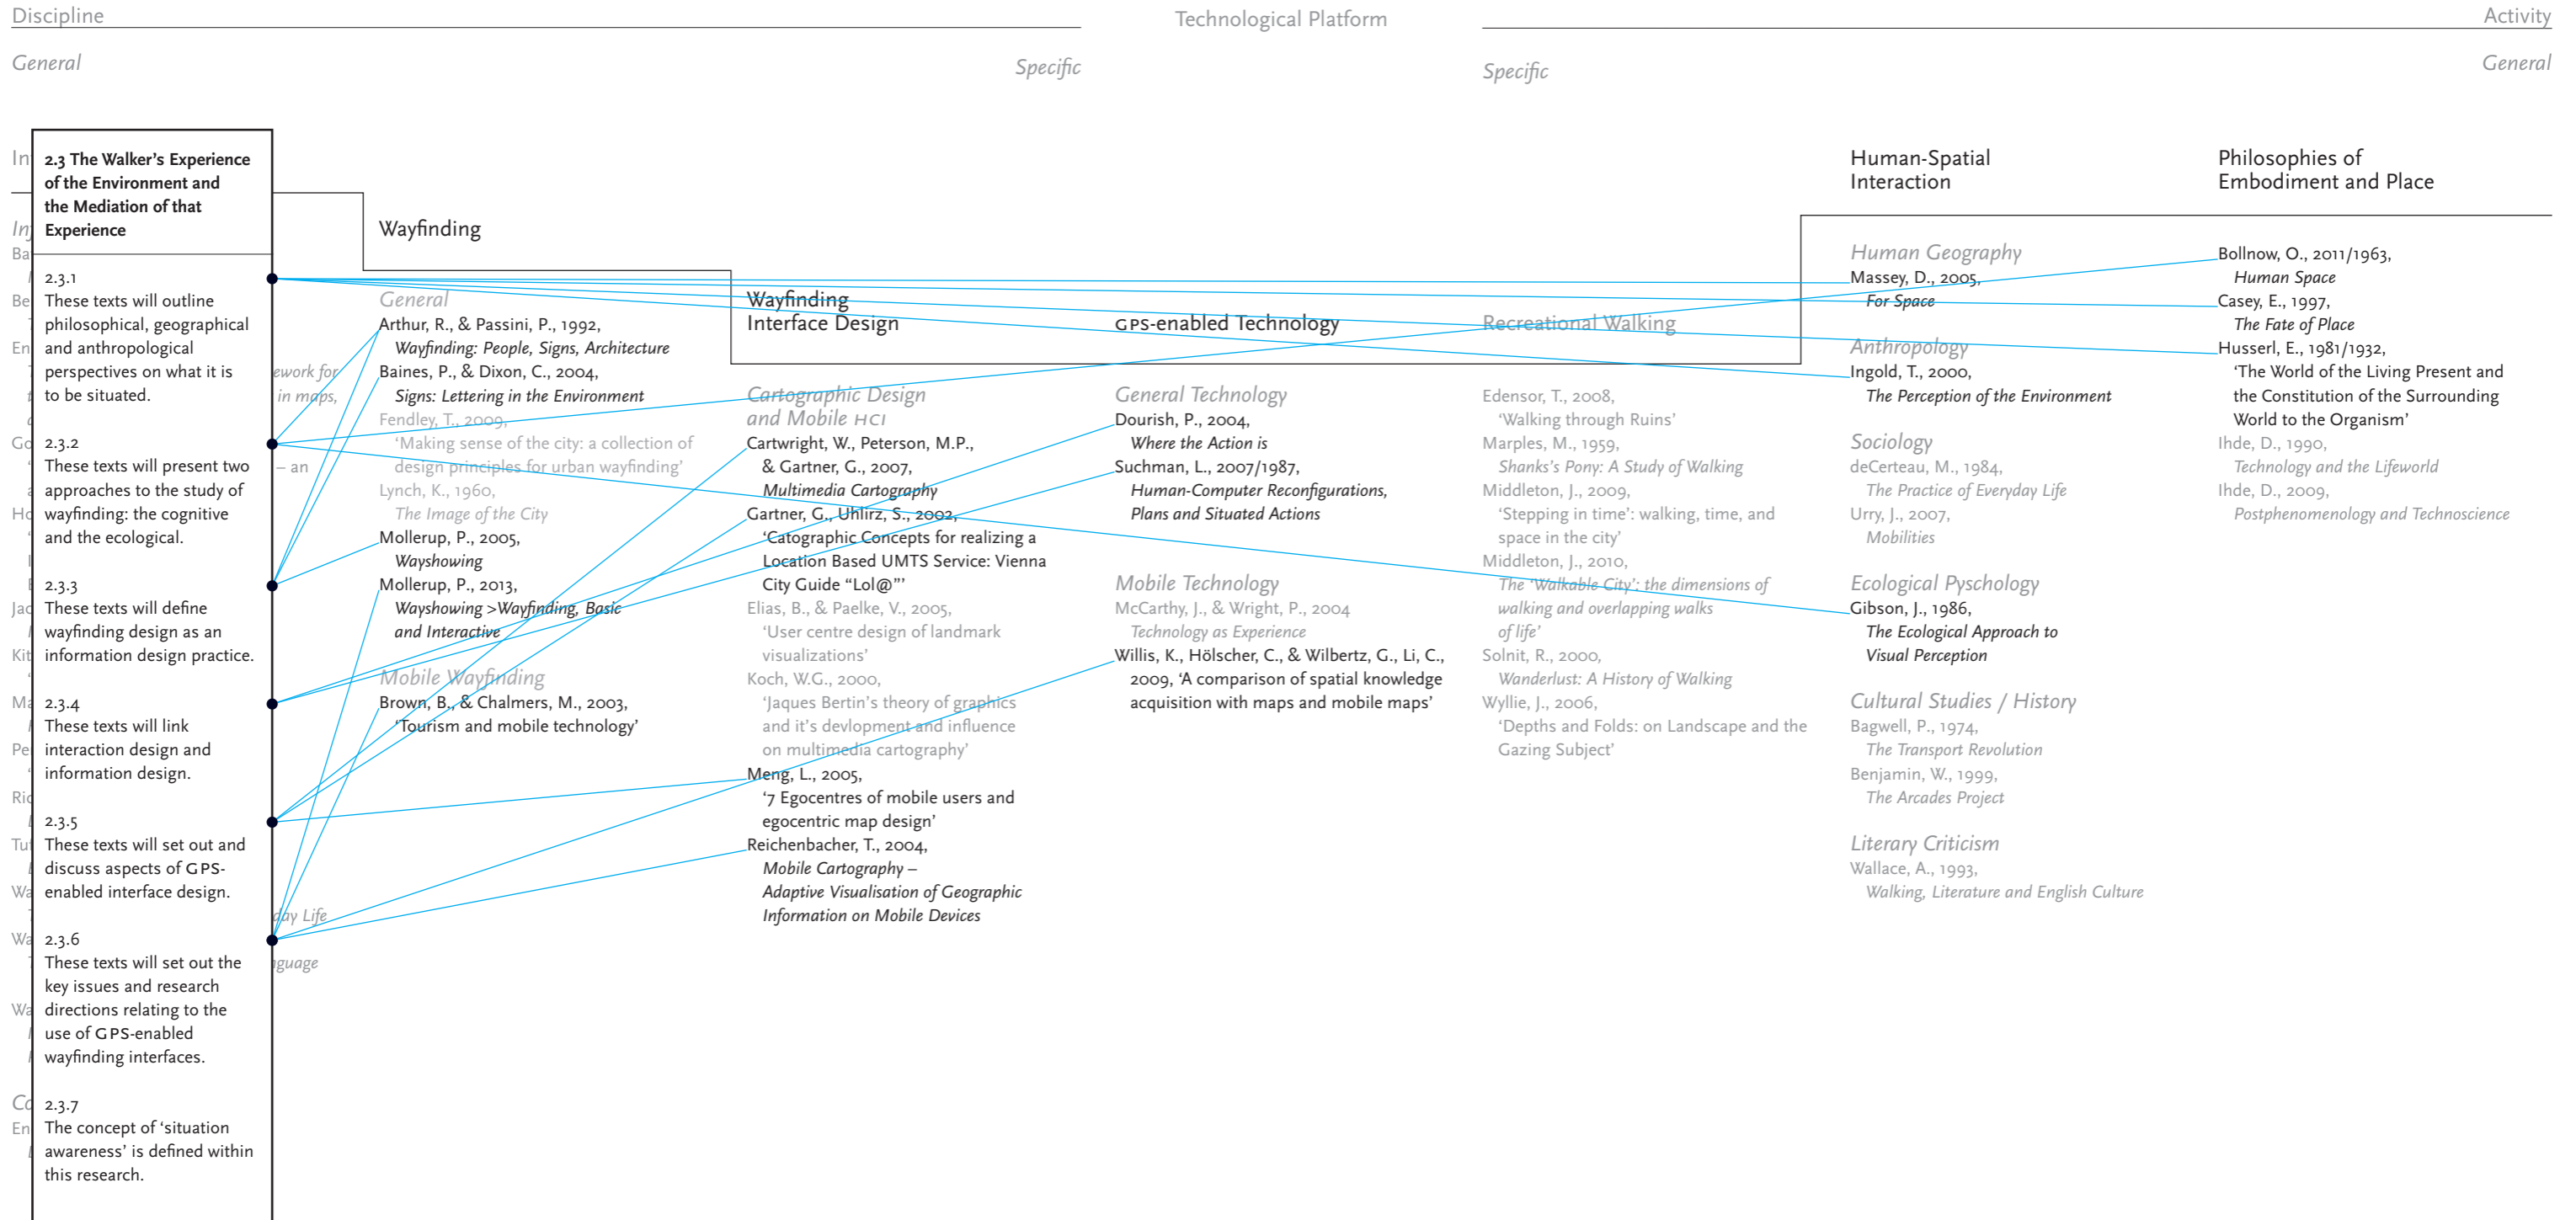 Discipline
Technological Platform
Activity
General
Specific
Specific
General
2.3 The Walker’s Experience
of the Environment and
the Mediation of that
Experience
2.3.1
These texts will outline
philosophical, geographical
and anthropological
perspectives on what it is
to be situated.
2.3.2
These texts will present two
approaches to the study of
wayfinding: the cognitive
and the ecological.
2.3.3
These texts will define
wayfinding design as an
information design practice.
2.3.4
These texts will link
interaction design and
information design.
2.3.5
These texts will set out and
discuss aspects of GPS-
enabled interface design.
2.3.6
These texts will set out the
key issues and research
directions relating to the
use of GPS-enabled
wayfinding interfaces.
2.3.7
The concept of ‘situation
awareness’ is defined within
this research.
for
in maps,
– an
Life
Wayfinding
General
Arthur, R., & Passini, P., 1992,
Wayfinding: People, Signs, Architecture
Baines, P., & Dixon, C., 2004,
Signs: Lettering in the Environment
Fendley, T., 2009,
‘Making sense of the city: a collection of
design principles for urban wayfinding’
Lynch, K., 1960,
The Image of the City
Mollerup, P., 2005,
Wayshowing
Mollerup, P., 2013,
Wayshowing >Wayfinding, Basic
and Interactive
Mobile Wayfinding
Brown, B., & Chalmers, M., 2003,
‘Tourism and mobile technology’
Wayfinding
Interface Design
Cartographic Design
and Mobile HCI
Cartwright, W., Peterson, M.P.,
& Gartner, G., 2007,
Multimedia Cartography
Gartner, G., Uhlirz, S., 2002,
‘Catographic Concepts for realizing a
Location Based UMTS Service: Vienna
City Guide “Lol@”’
Elias, B., & Paelke, V., 2005,
‘User centre design of landmark
visualizations’
Koch, W.G., 2000,
‘Jaques Bertin’s theory of graphics
and it’s devlopment and influence
on multimedia cartography’
Meng, L., 2005,
‘7 Egocentres of mobile users and
egocentric map design’
Reichenbacher, T., 2004,
Mobile Cartography –
Adaptive Visualisation of Geographic
Information on Mobile Devices
GPS-enabled Technology
General Technology
Dourish, P., 2004,
Where the Action is
Suchman, L., 2007/1987,
Human-Computer Reconfigurations,
Plans and Situated Actions
Mobile Technology
McCarthy, J., & Wright, P., 2004
Technology as Experience
Willis, K., Hölscher, C., & Wilbertz, G., Li, C.,
2009, ‘A comparison of spatial knowledge
acquisition with maps and mobile maps’
Recreational Walking
Edensor, T., 2008,
‘Walking through Ruins’
Marples, M., 1959,
Shanks’s Pony: A Study of Walking
Middleton, J., 2009,
‘Stepping in time’: walking, time, and
space in the city’
Middleton, J., 2010,
The ‘Walkable City’: the dimensions of
walking and overlapping walks
of life’
Solnit, R., 2000,
Wanderlust: A History of Walking
Wyllie, J., 2006,
‘Depths and Folds: on Landscape and the
Gazing Subject’
Human-Spatial
Interaction
Human Geography
Massey, D., 2005,
For Space
Anthropology
Ingold, T., 2000,
The Perception of the Environment
Sociology
deCerteau, M., 1984,
The Practice of Everyday Life
Urry, J., 2007,
Mobilities
Ecological Pyschology
Gibson, J., 1986,
The Ecological Approach to
Visual Perception
Cultural Studies / History
Bagwell, P., 1974,
The Transport Revolution
Benjamin, W., 1999,
The Arcades Project
Literary Criticism
Wallace, A., 1993,
Walking, Literature and English Culture
Philosophies of
Embodiment and Place
Bollnow, O., 2011/1963,
Human Space
Casey, E., 1997,
The Fate of Place
Husserl, E., 1981/1932,
‘The World of the Living Present and
the Constitution of the Surrounding
World to the Organism’
Ihde, D., 1990,
Technology and the Lifeworld
Ihde, D., 2009,
Postphenomenology and Technoscience